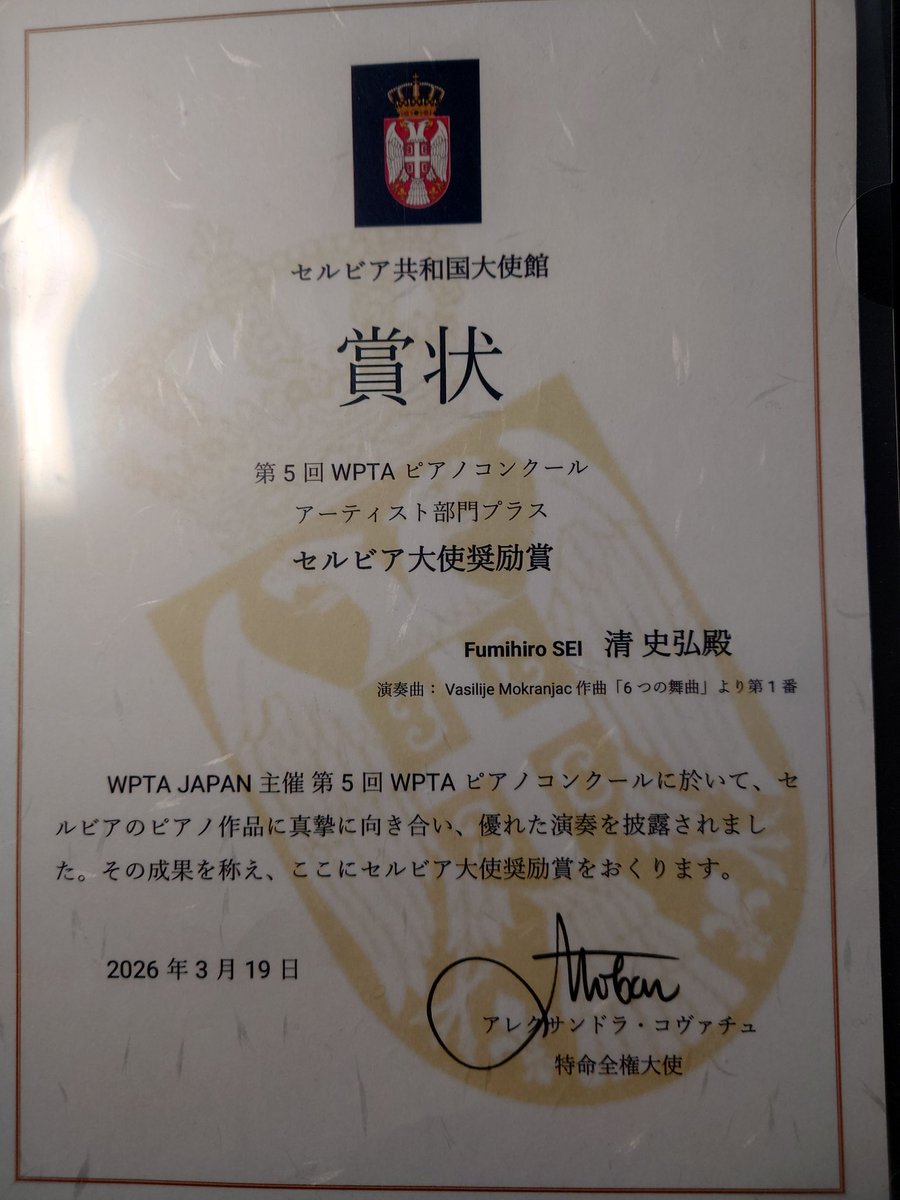 セルビア共和国大使館
賞状
第 5 回 WPTA ピアノコンクール
アーティスト部門プラス
セルビア大使奨励賞
Fumihiro SEI 清 史弘殿
演奏曲： Vasilije Mokranjac 作曲「6 つの舞曲」より第 1 番
WPTA JAPAN 主催 第 5 回 WPTA ピアノコンクールに於いて、セ
ルビアのピアノ作品に真摯に向き合い、優れた演奏を披露されまし
た。その成果を称え、ここにセルビア大使奨励賞をおくります。
2026 年 3 月 19 日
アレクサンドラ・コヴァチュ
特命全権大使